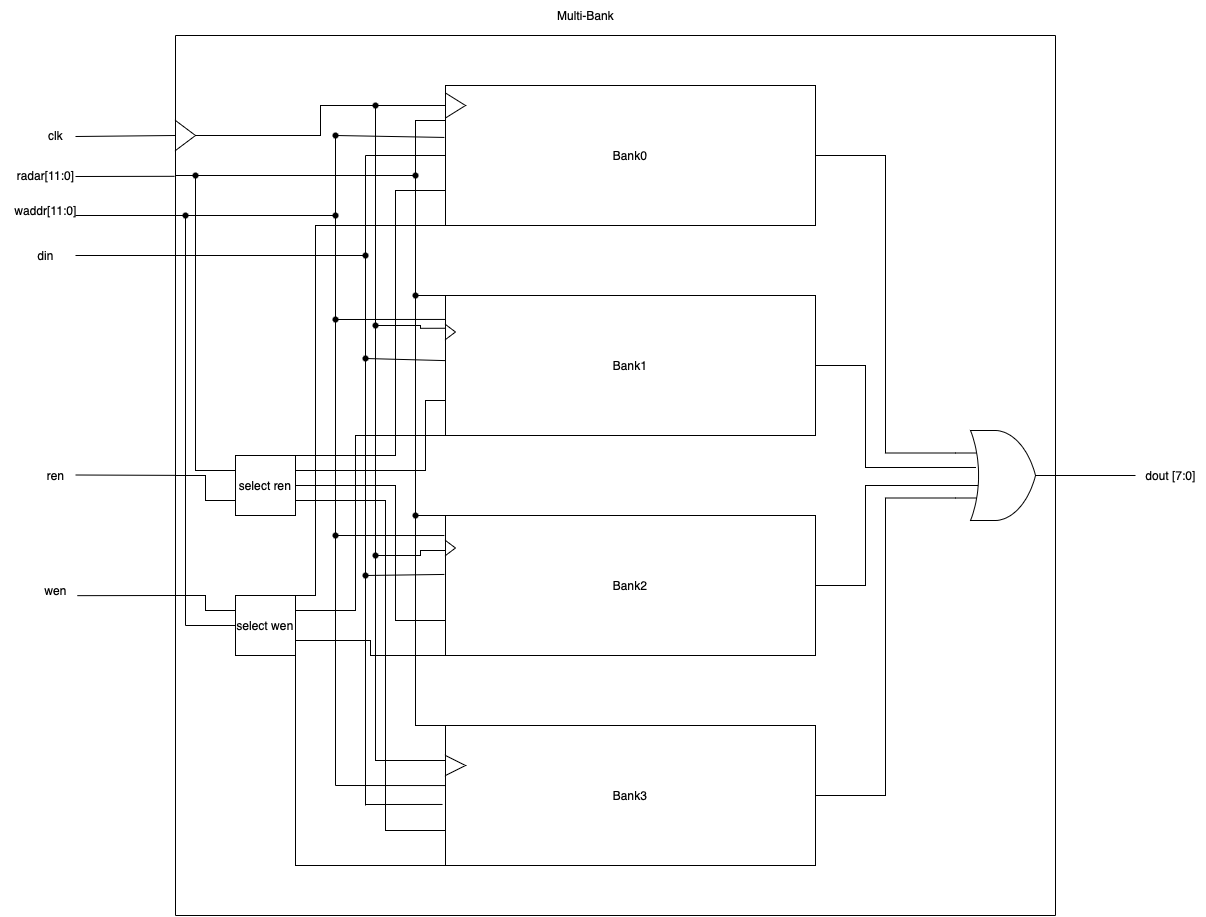 Multi-Bank
clk
radar[11:0]
waddr[11:0]
din
ren
wen
select ren
select wen
Bank0
Bank1
Bank2
Bank3
dout [7:0]